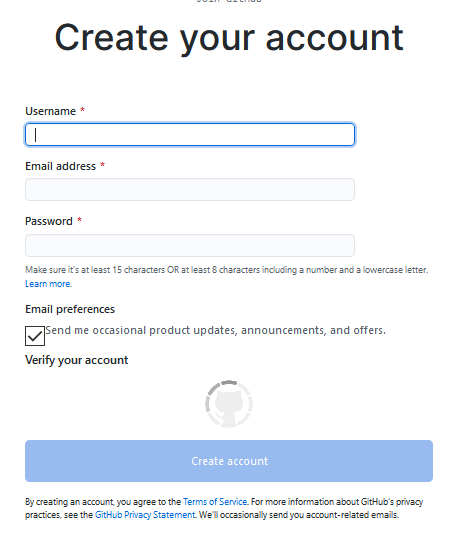 Join GitHub
Create your account
Username *
Email address *
Password *
Make sure it's at least 15 characters OR at least 8 characters including a number and a lowercase letter.
Learn more.
Email preferences
Send me occasional product updates, announcements, and offers.
Verify your account
Create account
By creating an account, you agree to the Terms of Service. For more information about GitHub's privacy
practices, see the GitHub Privacy Statement. We'll occasionally send you account-related emails.